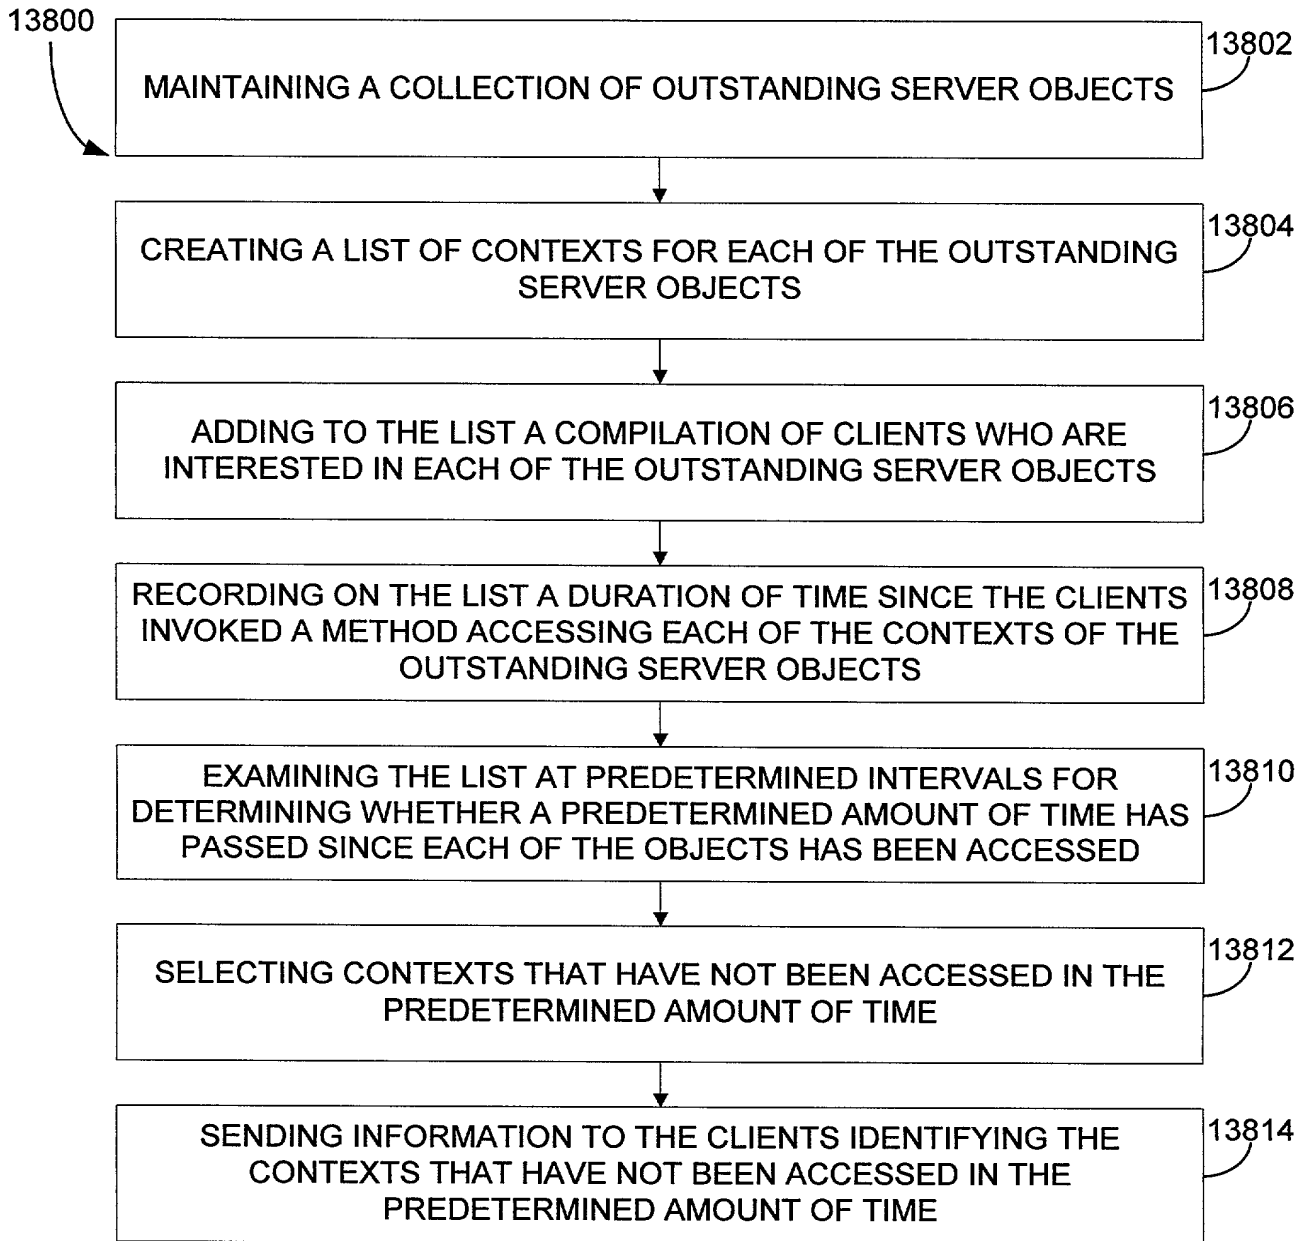 13800
13802
MAINTAINING A COLLECTION OF OUTSTANDING SERVER OBJECTS
13804
CREATING A LIST OF CONTEXTS FOR EACH OF THE OUTSTANDING
SERVER OBJECTS
13806
ADDING TO THE LIST A COMPILATION OF CLIENTS WHO ARE
INTERESTED IN EACH OF THE OUTSTANDING SERVER OBJECTS
13808
RECORDING ON THE LIST A DURATION OF TIME SINCE THE CLIENTS
INVOKED A METHOD ACCESSING EACH OF THE CONTEXTS OF THE
OUTSTANDING SERVER OBJECTS
13810
EXAMINING THE LIST AT PREDETERMINED INTERVALS FOR
DETERMINING WHETHER A PREDETERMINED AMOUNT OF TIME HAS
PASSED SINCE EACH OF THE OBJECTS HAS BEEN ACCESSED
13812
SELECTING CONTEXTS THAT HAVE NOT BEEN ACCESSED IN THE
PREDETERMINED AMOUNT OF TIME
13814
SENDING INFORMATION TO THE CLIENTS IDENTIFYING THE
CONTEXTS THAT HAVE NOT BEEN ACCESSED IN THE
PREDETERMINED AMOUNT OF TIME